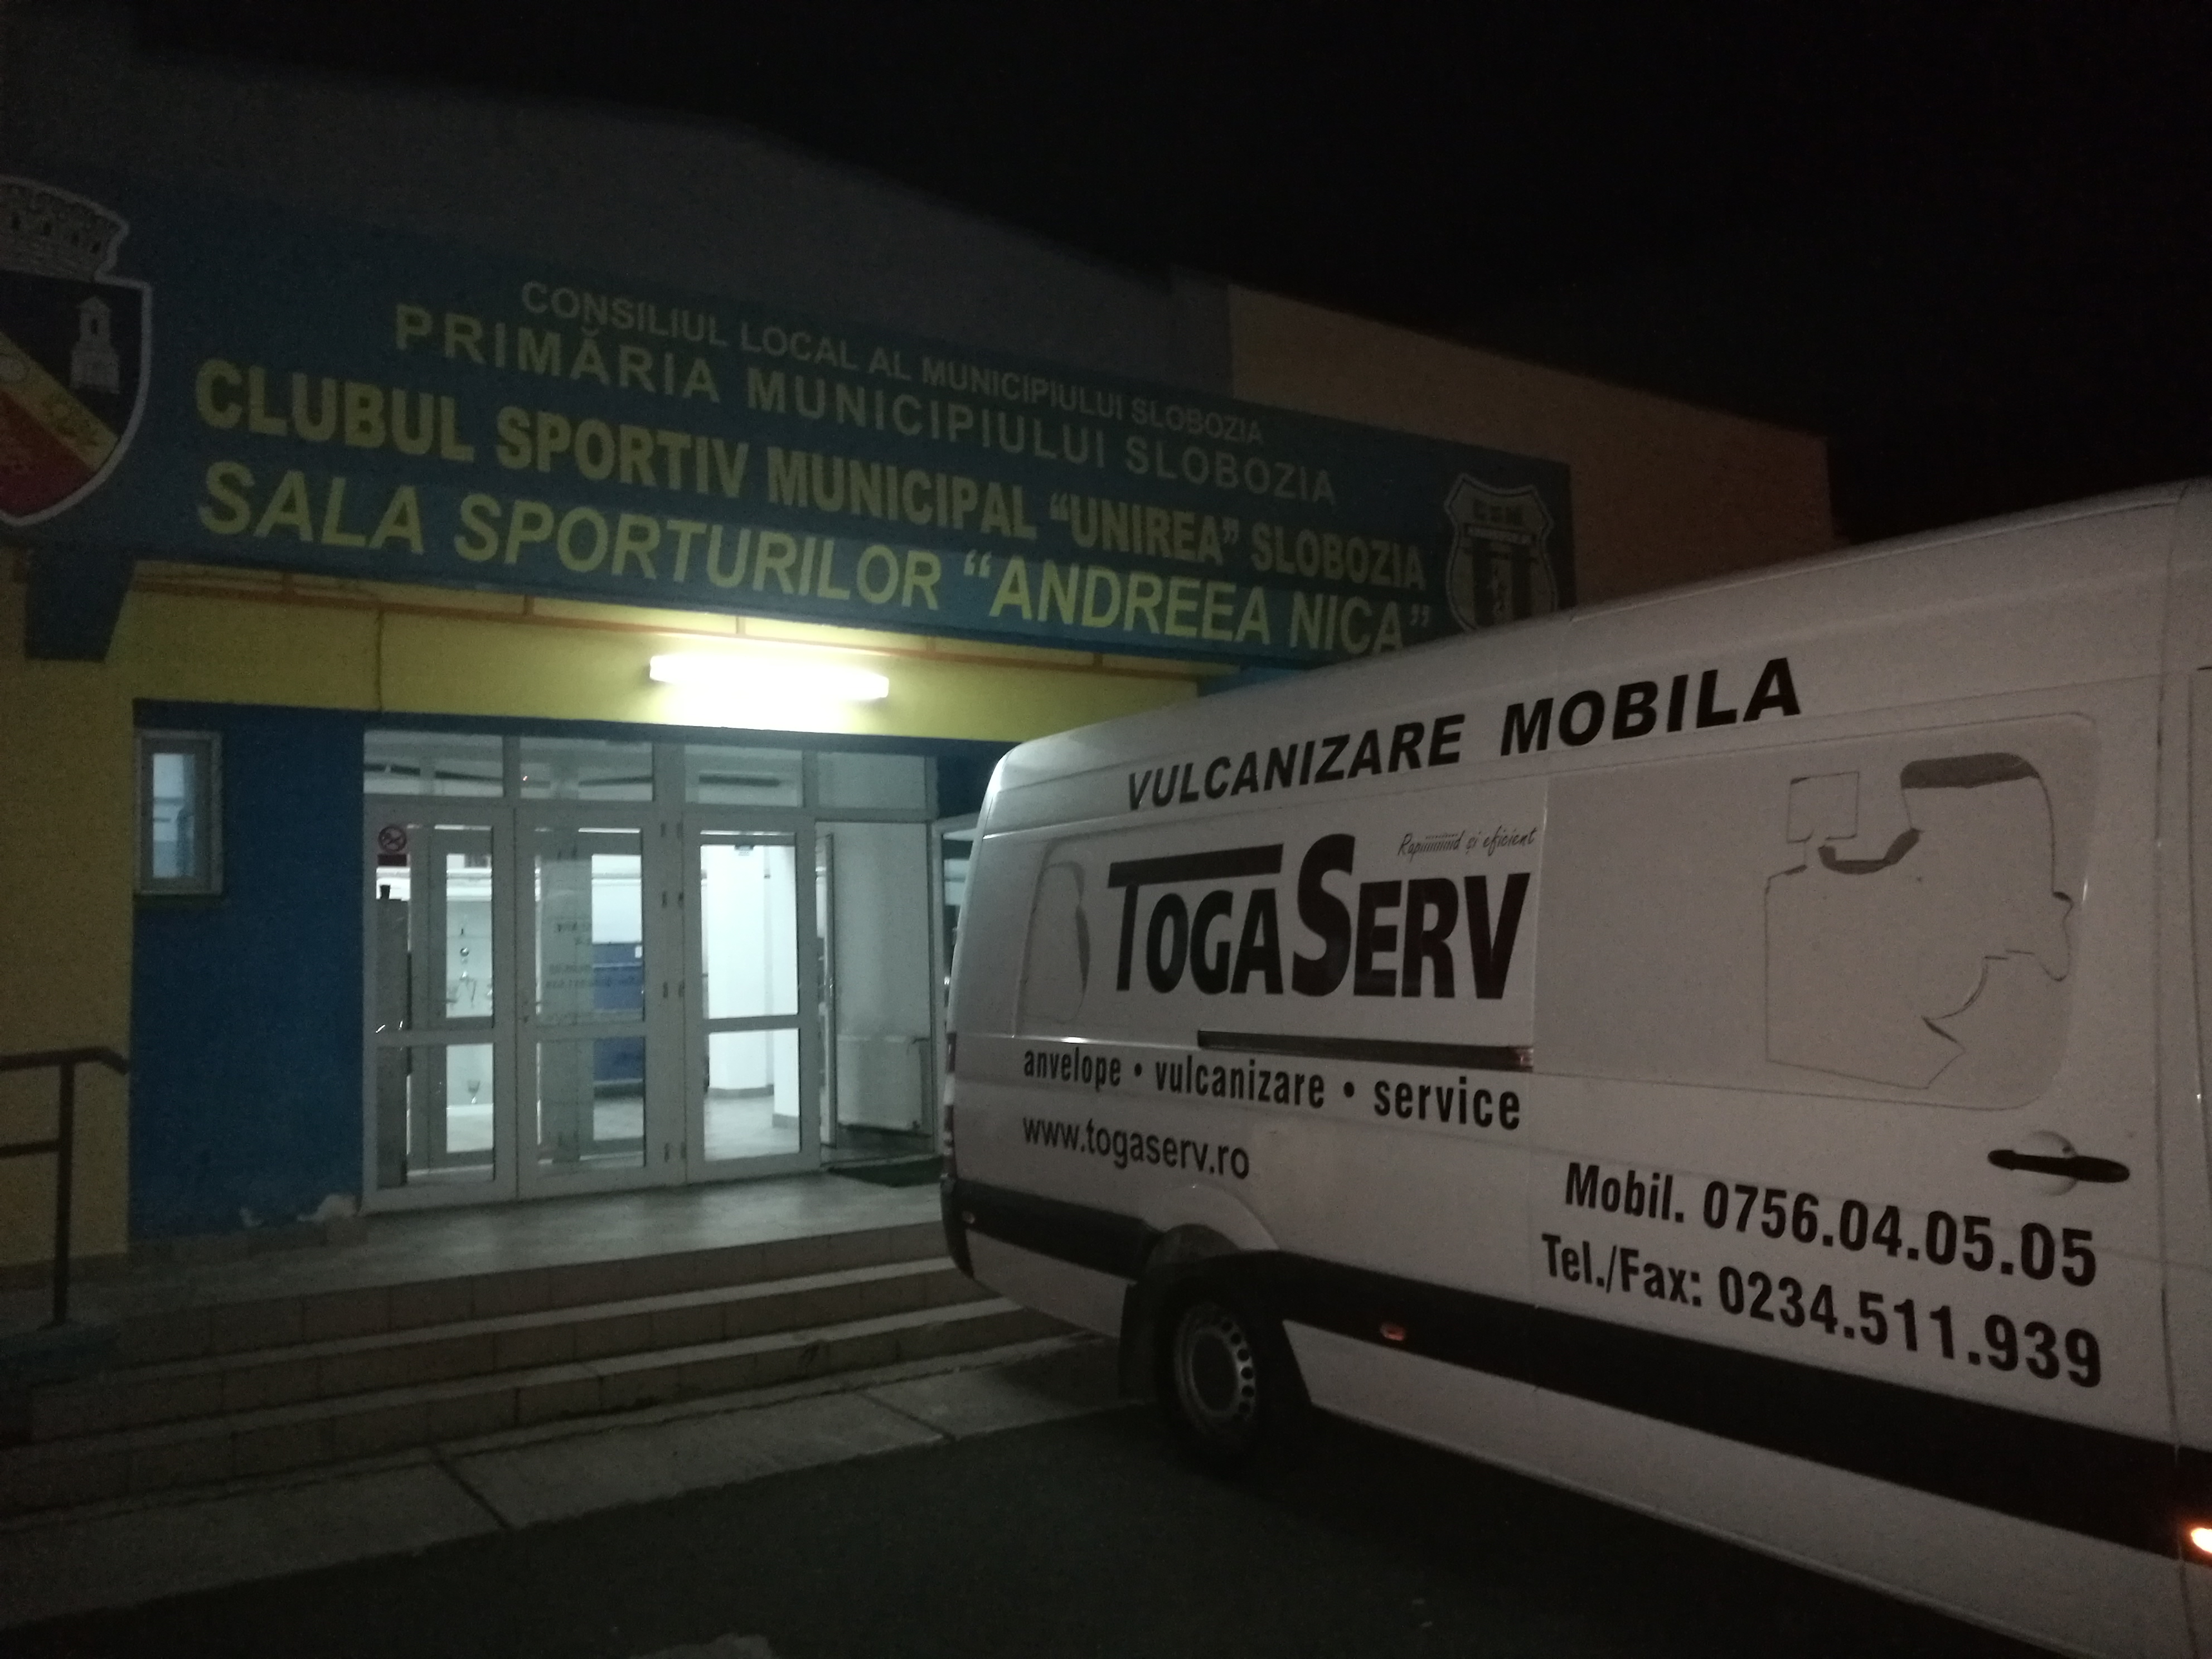 CONSILIUL LOCAL AL MUNICIPIULUI SLOBOZIA
PRIMĂRIA MUNICIPIULUI SLOBOZIA
CLUBUL SPORTIV MUNICIPAL “UNIREA” SLOBOZIA
SALA SPORTURILOR “ANDREEA NICA”
VULCANIZARE MOBILA
TOGASERV
anvelope • vulcanizare • service
www.togaserv.ro
Mobil. 0756.04.05.05
Tel./Fax: 0234.511.939